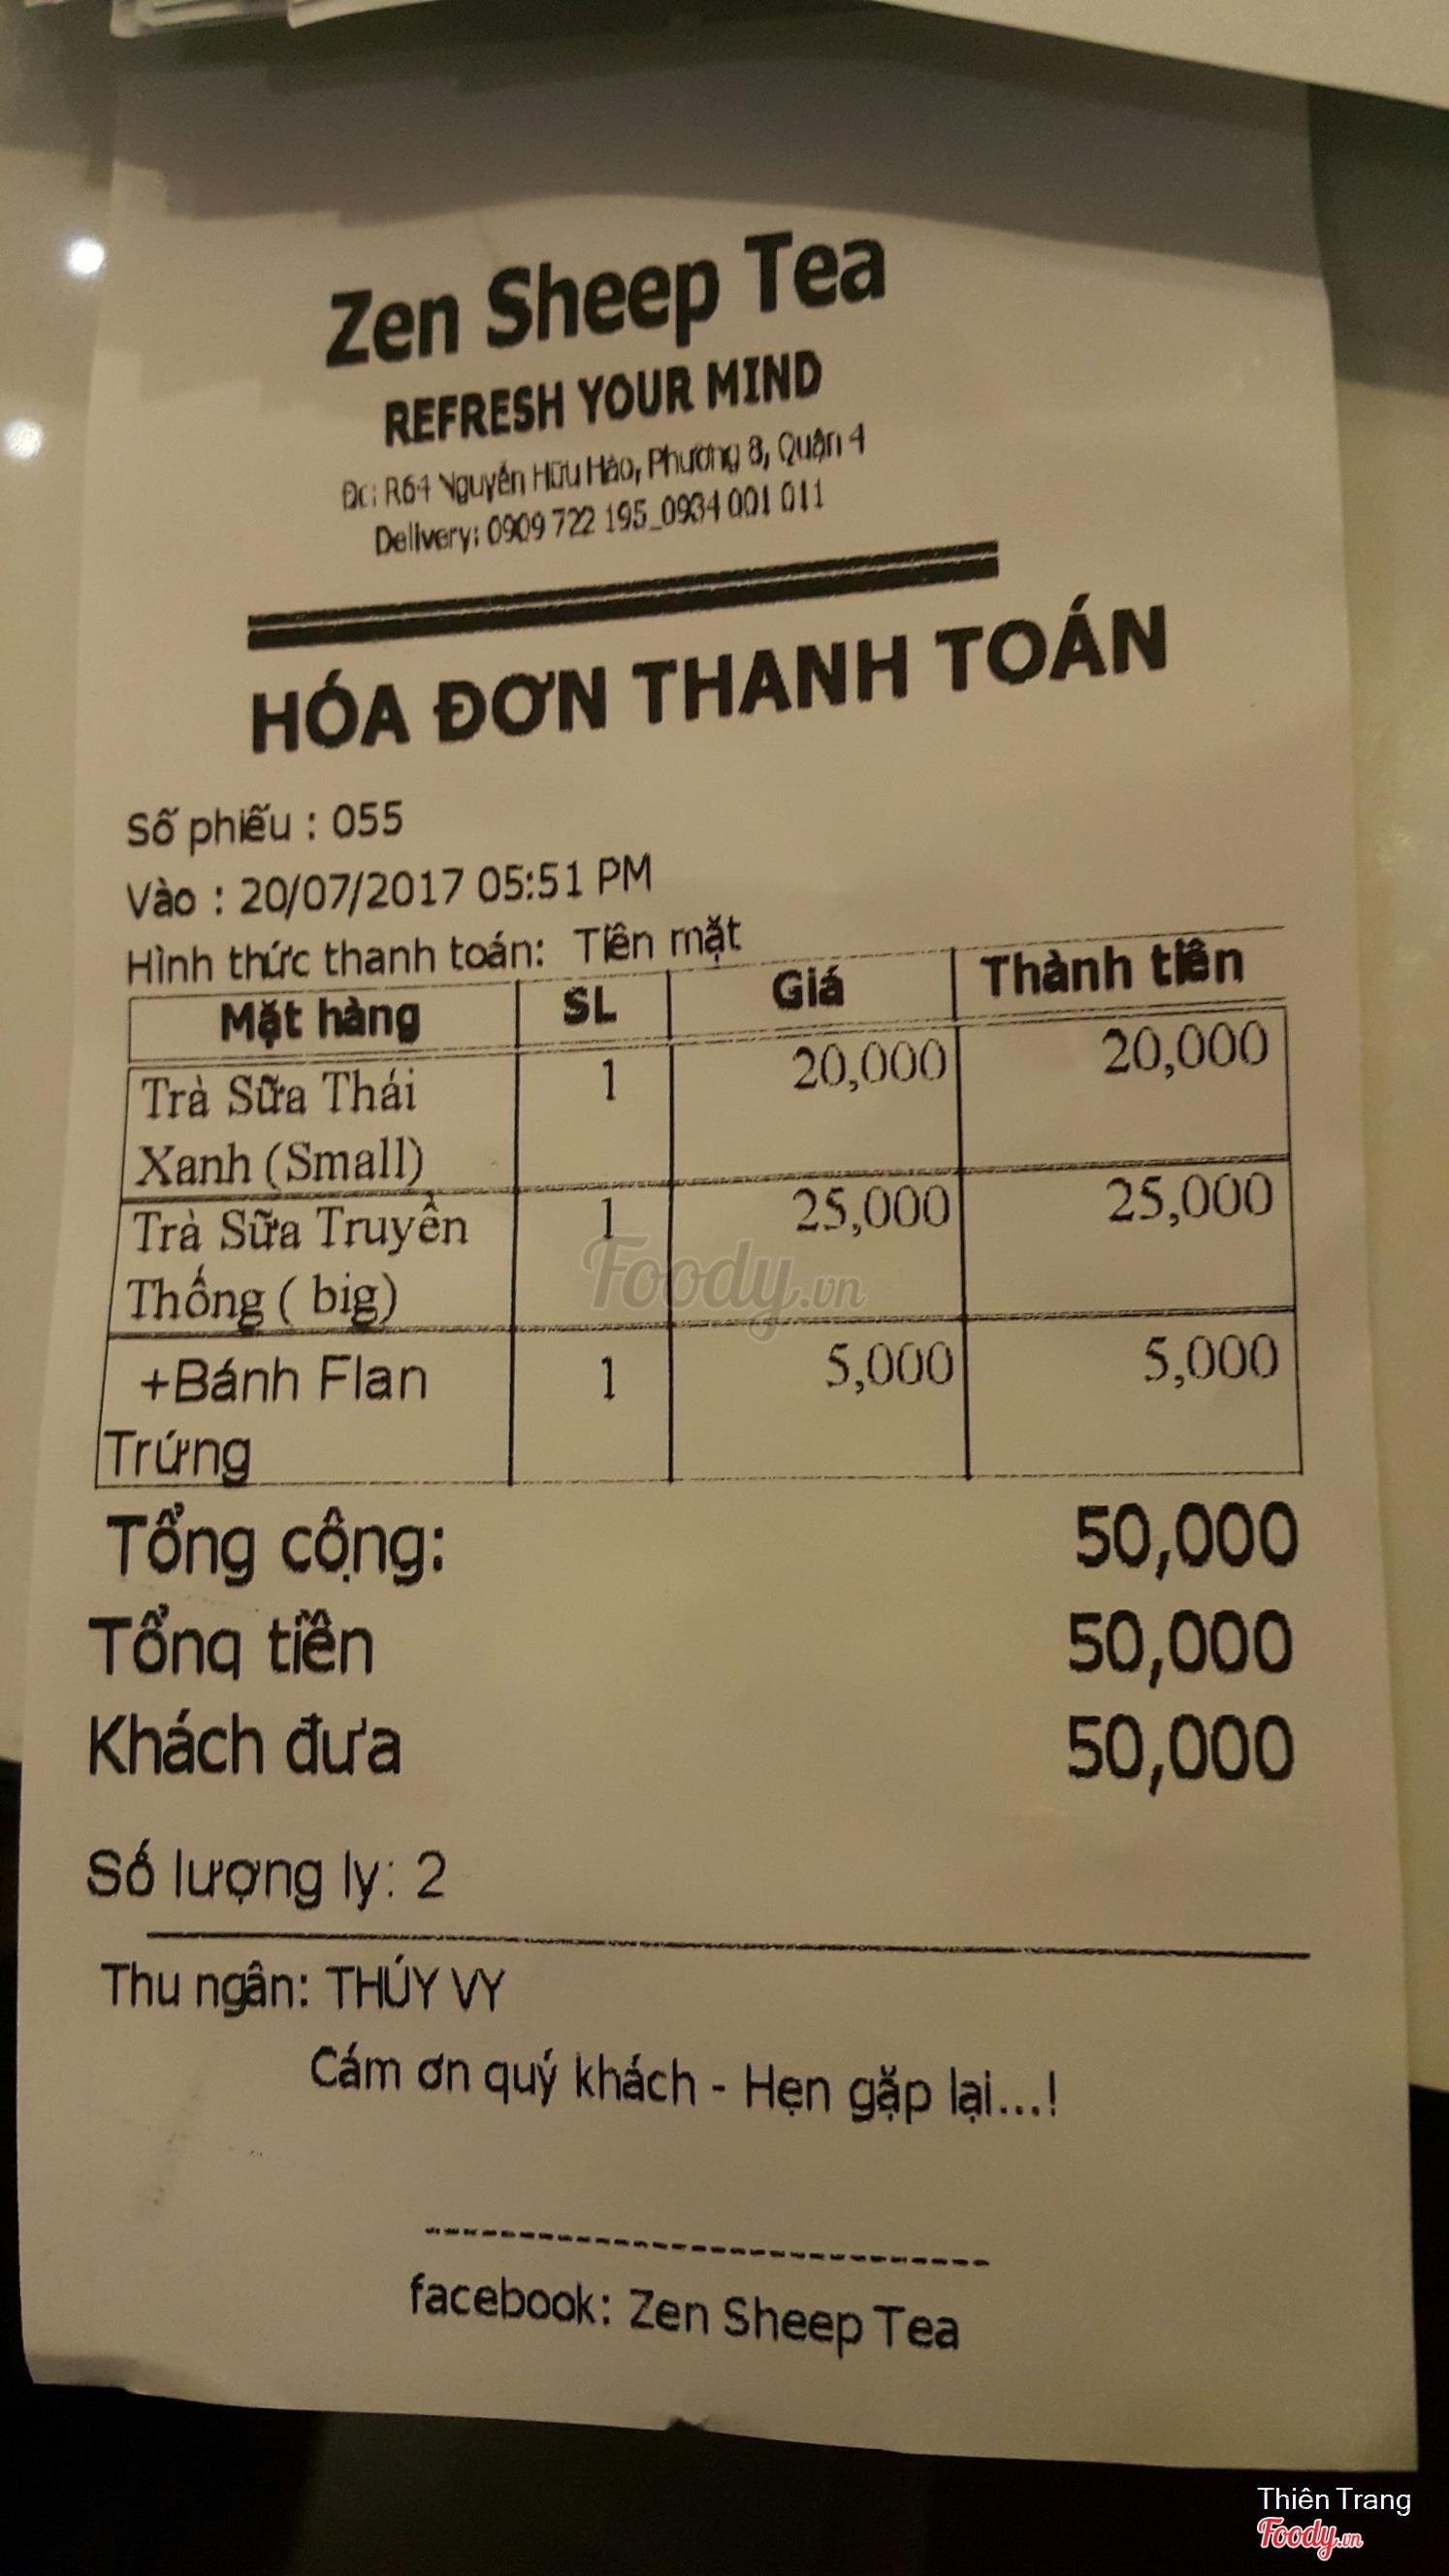 Zen Sheep Tea
REFRESH YOUR MIND
Đc: R64 Nguyễn Hữu Hào, Phường 8, Quận 4
Delivery: 0909 722 195_0934 001 011
HÓA ĐƠN THANH TOÁN
Số phiếu : 055
Vào : 20/07/2017 05:51 PM
Hình thức thanh toán: Tiền mặt
Mặt hàng SL Giá Thành tiền
Trà Sữa Thái 1 20,000 20,000
Xanh (Small)
Trà Sữa Truyền 1 25,000 25,000
Thống ( big)
Foody.vn
+Bánh Flan 1 5,000 5,000
Trứng
Tổng cộng: 50,000
Tổng tiền 50,000
Khách đưa 50,000
Số lượng ly: 2
Thu ngân: THÚY VY
Cám ơn quý khách - Hẹn gặp lại...!
facebook: Zen Sheep Tea
Thiên Trang
Foody.vn